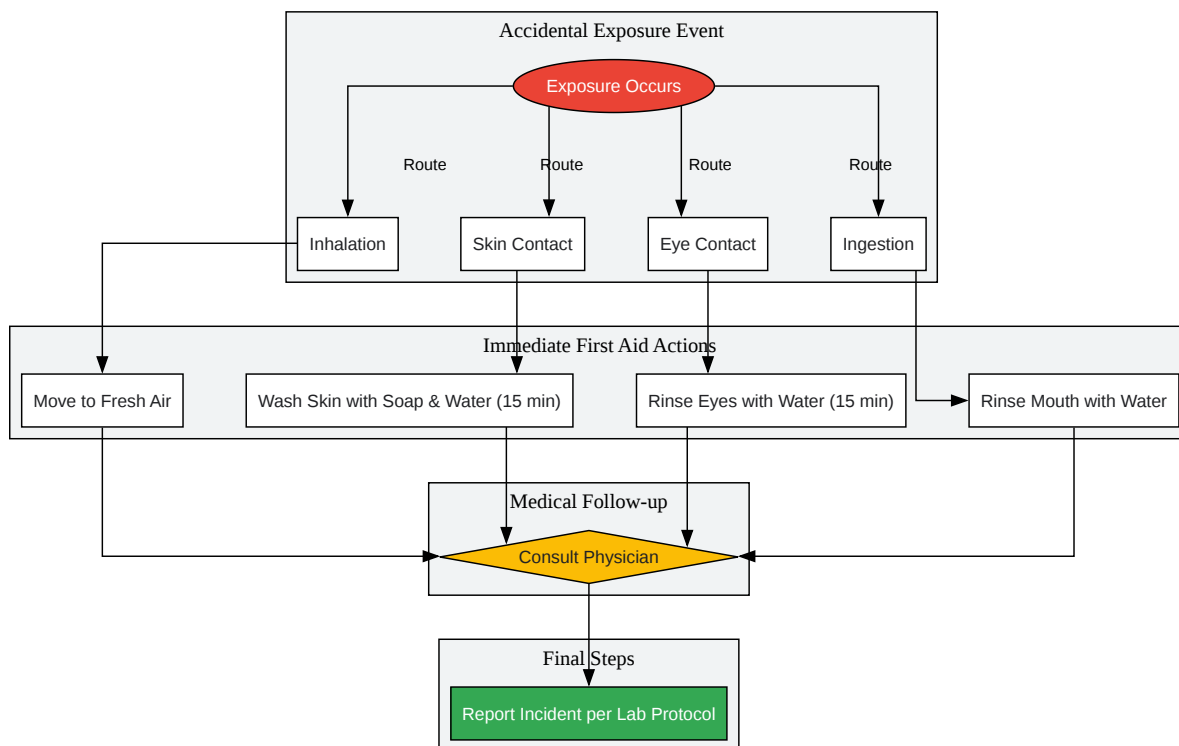 Accidental Exposure Event
Exposure Occurs
Route
Route
Route
Route
Inhalation
Skin Contact
Eye Contact
Ingestion
Immediate First Aid Actions
Move to Fresh Air
Wash Skin with Soap & Water (15 min)
Rinse Eyes with Water (15 min)
Rinse Mouth with Water
Medical Follow-up
Consult Physician
Final Steps
Report Incident per Lab Protocol